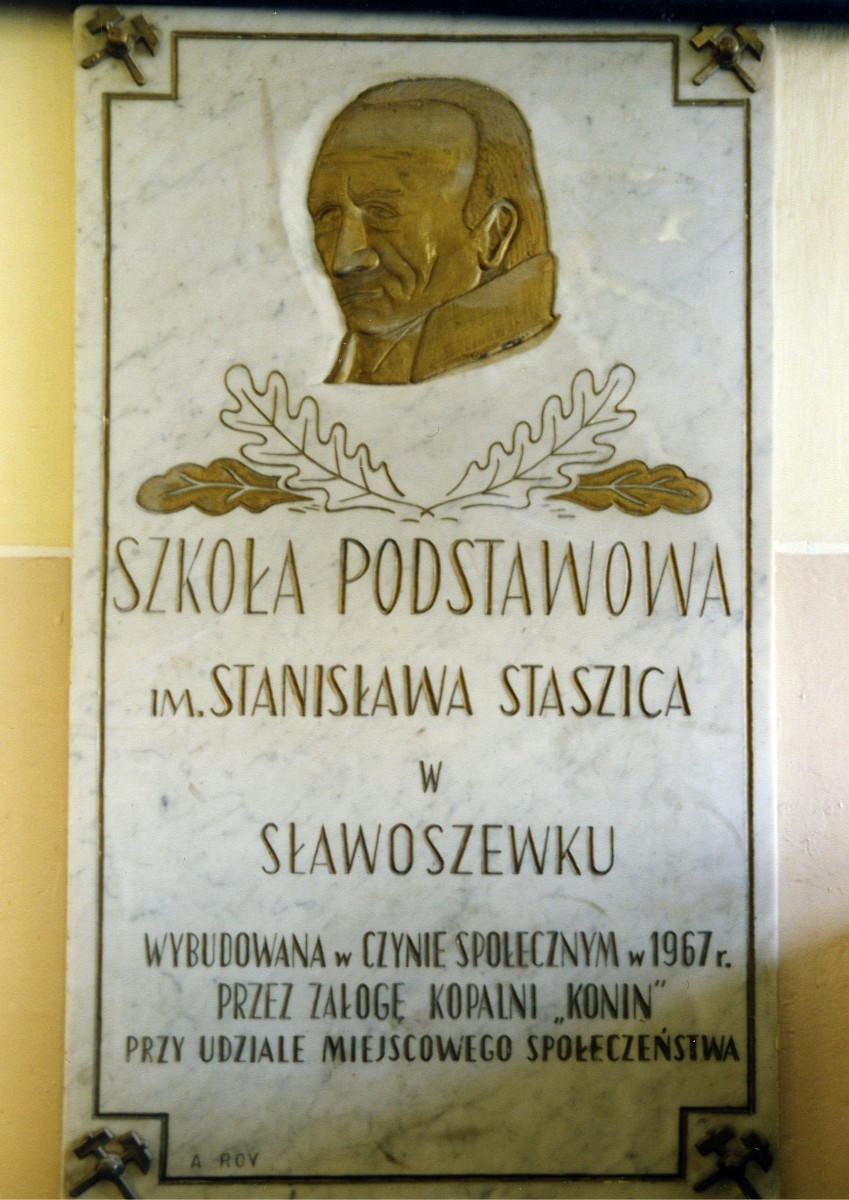 SZKOŁA PODSTAWOWA
IM. STANISŁAWA STASZICA
W
SŁAWOSZEWKU
WYBUDOWANA W CZYNIE SPOŁECZNYM W 1967 r.
PRZEZ ZAŁOGĘ KOPALNI „KONIN”
PRZY UDZIALE MIEJSCOWEGO SPOŁECZEŃSTWA
A ROY